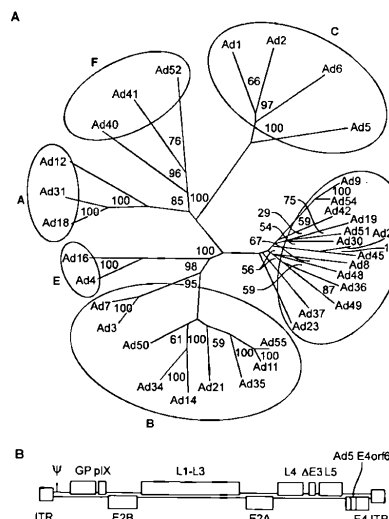 A
C
F
Ad52
Ad1
Ad2
Ad41
66
Ad6
97
Ad40
76
100
Ad5
96
Ad12
100
A
Ad31
100
85
100
Ad18
Ad9
100
75
Ad54
Ad42
29
59
Ad19
54
Ad51
67
Ad30
Ad45
100
Ad16
100
98
56
Ad8
Ad48
E
Ad4
95
59
87
Ad36
Ad7
100
Ad49
Ad3
Ad37
Ad50
61
100
59
Ad23
100
Ad55
100
100
Ad11
Ad34
Ad21
Ad35
Ad14
B
B
Ad5 E4orf6
Ψ
GP pIX
L1-L3
L4 ΔE3 L5
ITR
E2B
E2A
E4 ITR